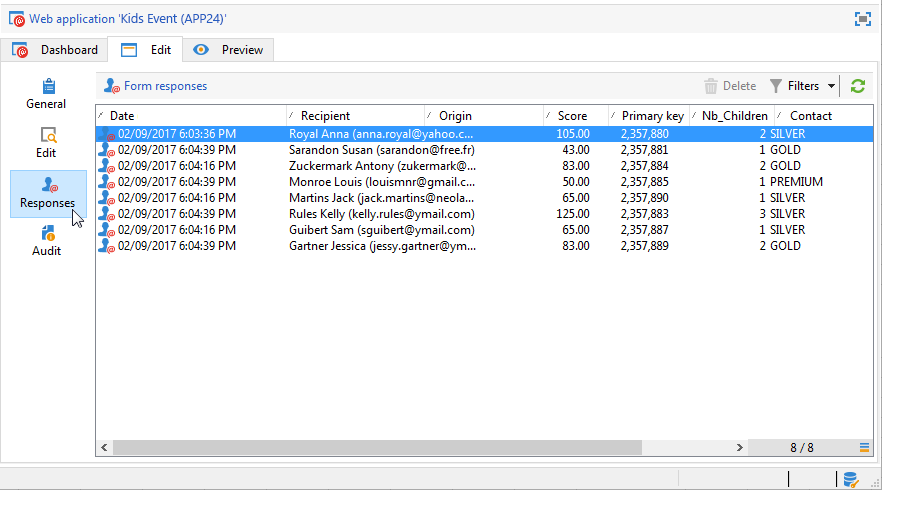 Web application 'Kids Event (APP24)'
Dashboard Edit Preview
General
Edit
Responses
Audit
Form responses Delete Filters
Date Recipient Origin Score Primary key Nb_Children Contact
02/09/2017 6:03:36 PM Royal Anna (anna.royal@yahoo.c... 105.00 2,357,880 2 SILVER
02/09/2017 6:04:39 PM Sarandon Susan (sarandon@free.fr) 43.00 2,357,881 1 GOLD
02/09/2017 6:04:16 PM Zuckermark Antony (zukermark@... 83.00 2,357,884 2 GOLD
02/09/2017 6:04:39 PM Monroe Louis (louismnr@gmail.c... 50.00 2,357,885 1 PREMIUM
02/09/2017 6:04:16 PM Martins Jack (jack.martins@neola... 65.00 2,357,890 1 SILVER
02/09/2017 6:04:39 PM Rules Kelly (kelly.rules@ymail.com) 125.00 2,357,883 3 SILVER
02/09/2017 6:04:16 PM Guibert Sam (sguibert@ymail.com) 65.00 2,357,887 1 SILVER
02/09/2017 6:04:39 PM Gartner Jessica (jessy.gartner@ym... 83.00 2,357,889 2 GOLD
8 / 8